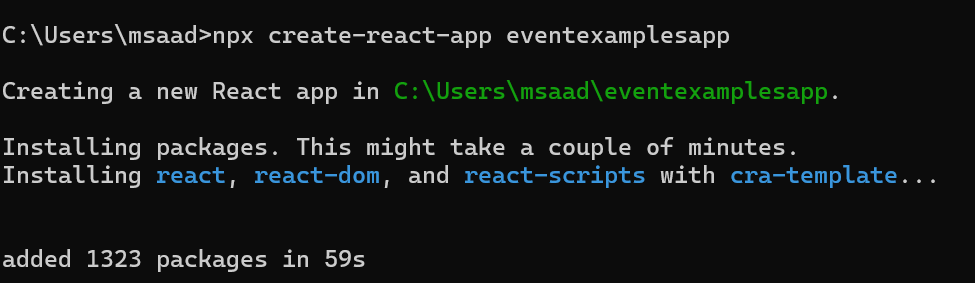 C:\Users\msaad>npx create-react-app eventexamplesapp
Creating a new React app in C:\Users\msaad\eventexamplesapp.
Installing packages. This might take a couple of minutes.
Installing react, react-dom, and react-scripts with cra-template...
added 1323 packages in 59s